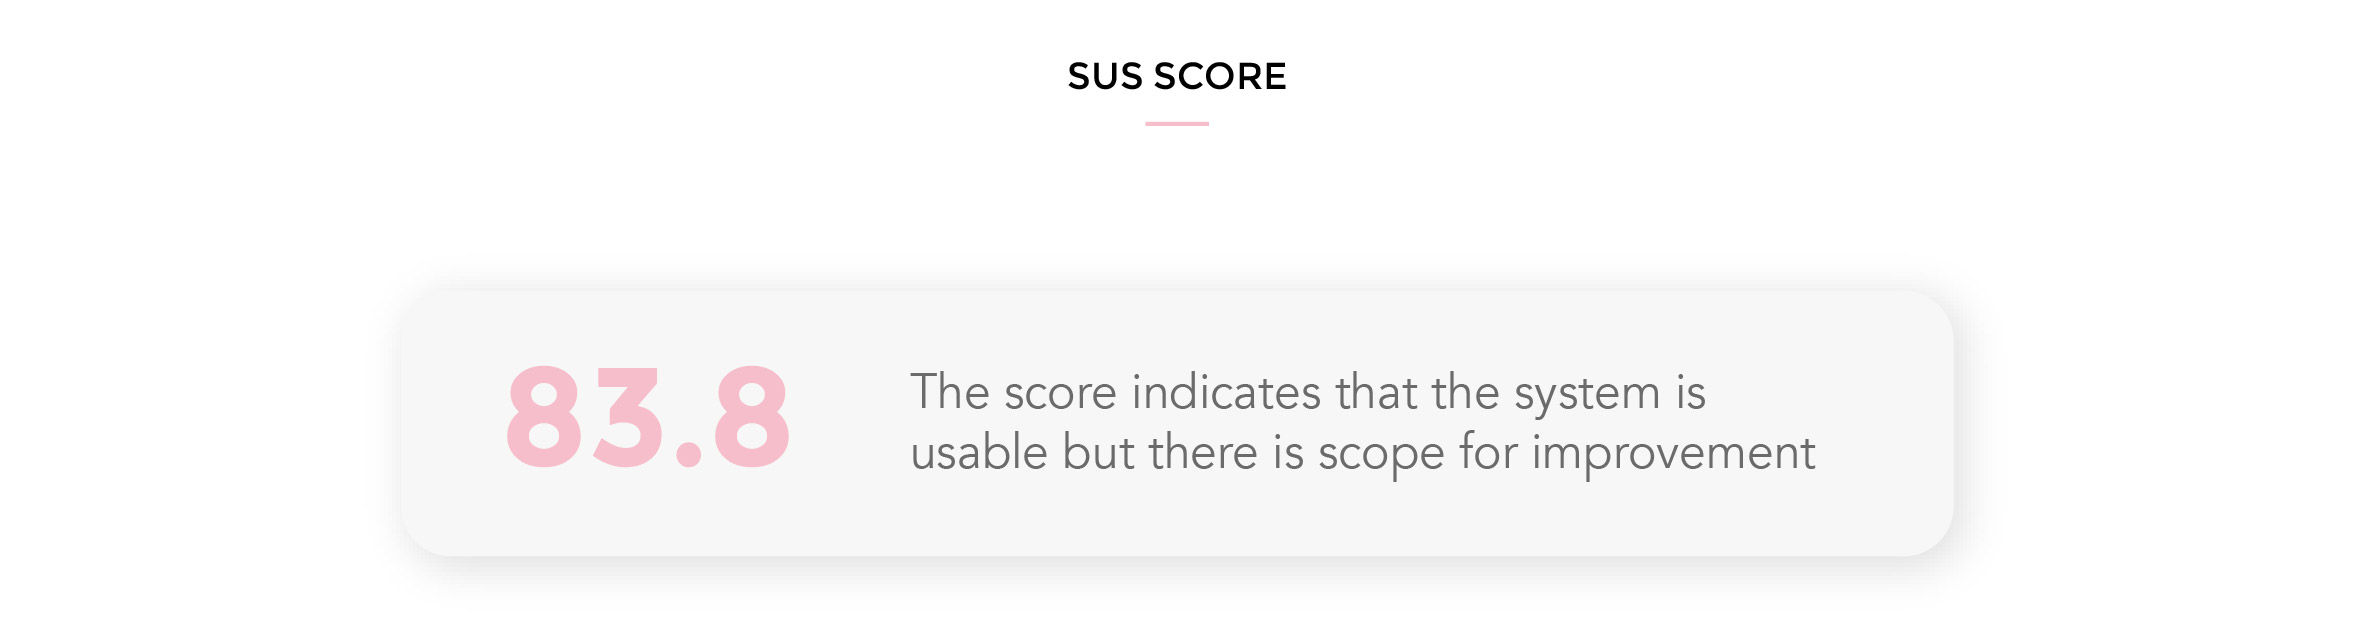 SUS SCORE
83.8
The score indicates that the system is
usable but there is scope for improvement